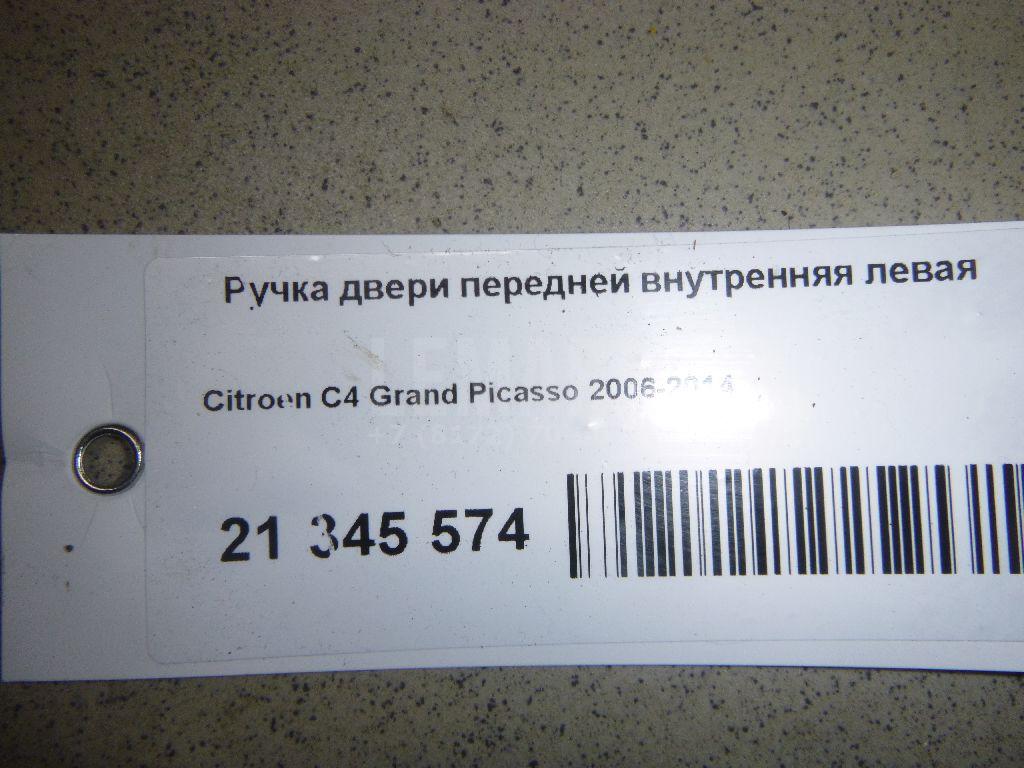 Ручка двери передней внутренняя левая
Citroen C4 Grand Picasso 2006-2014
21 345 574